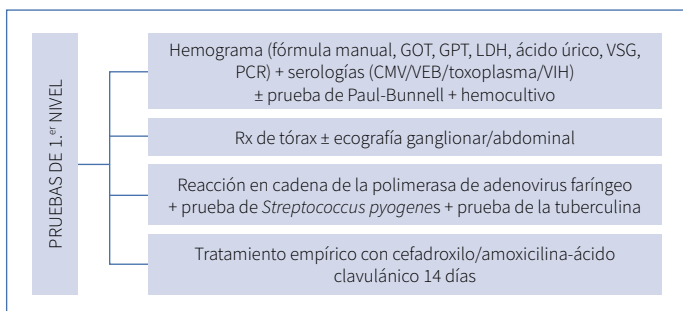 PRUEBAS DE 1.er NIVEL
Hemograma (fórmula manual, GOT, GPT, LDH, ácido úrico, VSG,
PCR) + serologías (CMV/VEB/toxoplasma/VIH)
± prueba de Paul-Bunnell + hemocultivo
Rx de tórax ± ecografía ganglionar/abdominal
Reacción en cadena de la polimerasa de adenovirus faríngeo
+ prueba de Streptococcus pyogenes + prueba de la tuberculina
Tratamiento empírico con cefadroxilo/amoxicilina-ácido
clavulánico 14 días